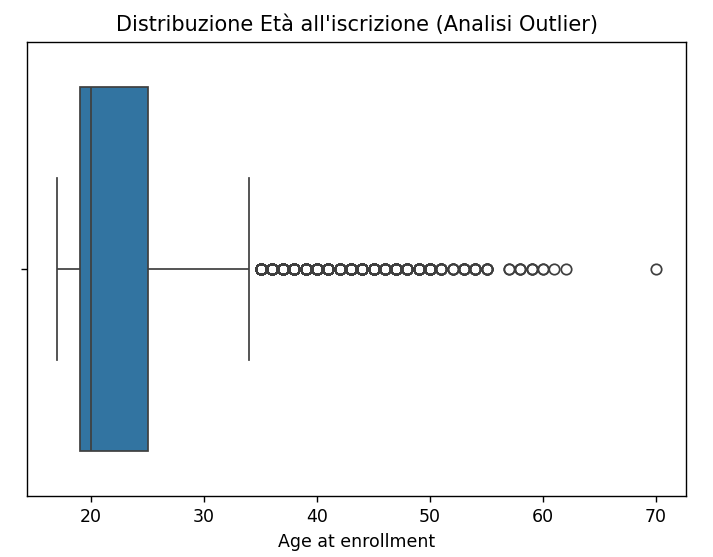 Distribuzione Età all'iscrizione (Analisi Outlier)
20 30 40 50 60 70
Age at enrollment